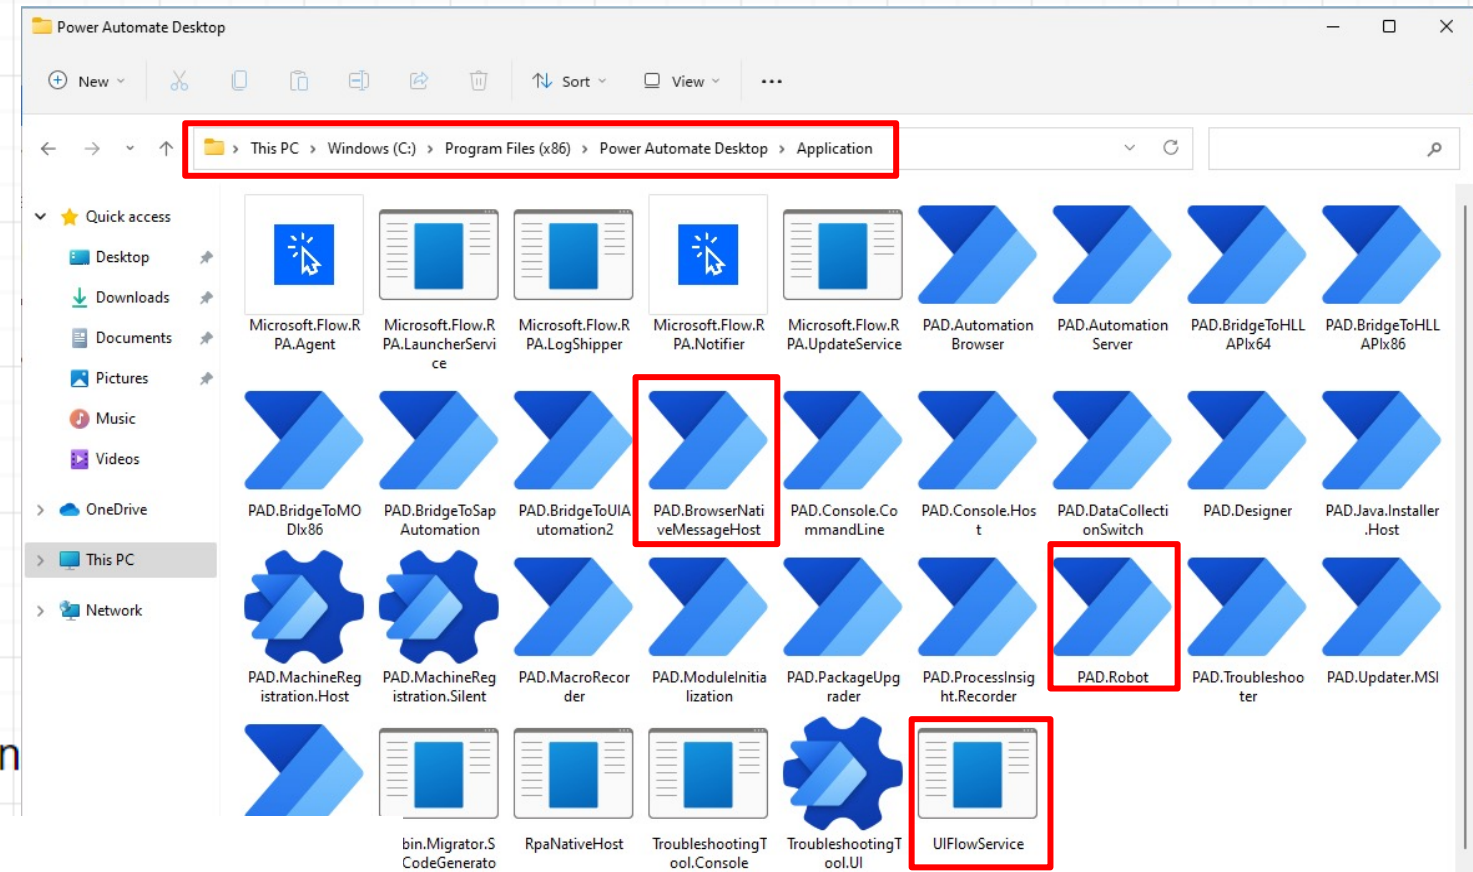 Power Automate Desktop
New
Sort
View
This PC > Windows (C:) > Program Files (x86) > Power Automate Desktop > Application
Quick access
Desktop
Downloads
Documents
Pictures
Music
Videos
OneDrive
This PC
Network
Microsoft.Flow.R
PA.Agent
Microsoft.Flow.R
PA.LauncherServi
ce
Microsoft.Flow.R
PA.LogShipper
Microsoft.Flow.R
PA.Notifier
Microsoft.Flow.R
PA.UpdateService
PAD.Automation
Browser
PAD.Automation
Server
PAD.BridgeToHLL
APIx64
PAD.BridgeToHLL
APIx86
PAD.BridgeToMO
DIx86
PAD.BridgeToSap
Automation
PAD.BridgeToUIA
utomation2
PAD.BrowserNati
veMessageHost
PAD.Console.Co
mmandLine
PAD.Console.Hos
t
PAD.DataCollecti
onSwitch
PAD.Designer
PAD.Java.Installer
.Host
PAD.MachineReg
istration.Host
PAD.MachineReg
istration.Silent
PAD.MacroRecor
der
PAD.ModuleInitia
lization
PAD.PackageUpg
rader
PAD.ProcessInsig
ht.Recorder
PAD.Robot
PAD.Troubleshoo
ter
PAD.Updater.MSI
n
bin.Migrator.S
CodeGenerato
RpaNativeHost
TroubleshootingT
ool.Console
TroubleshootingT
ool.UI
UIFlowService